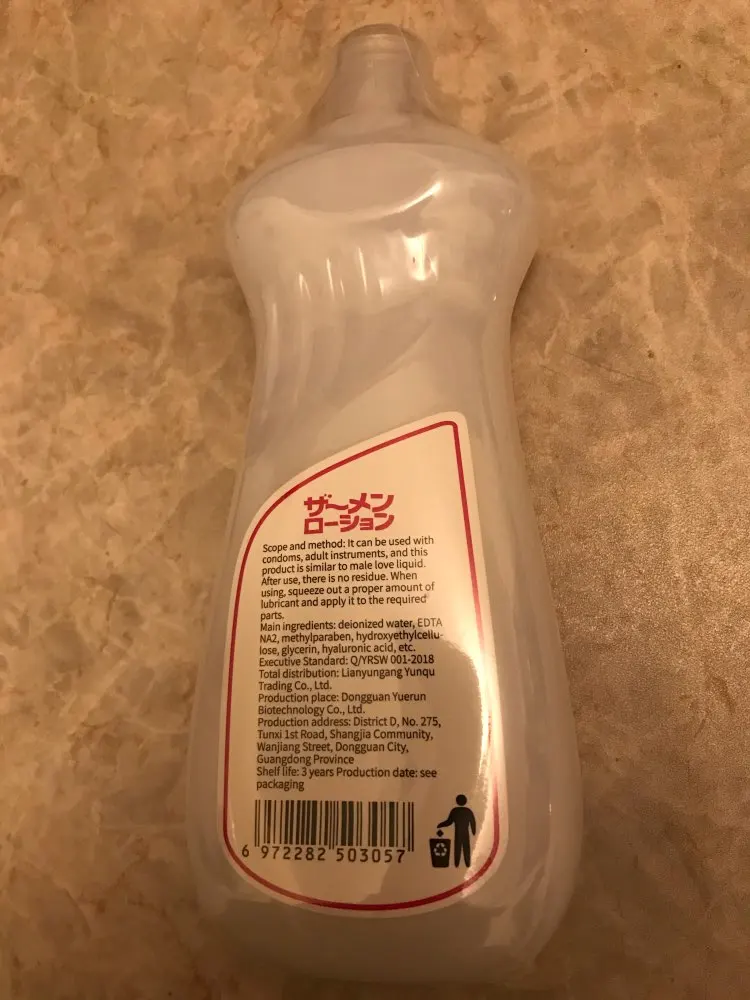 ザーメン
ローション
Scope and method: It can be used with
condoms, adult instruments, and this
product is similar to male love liquid.
After use, there is no residue. When
using, squeeze out a proper amount of
lubricant and apply it to the required
parts.
Main ingredients: deionized water, EDTA
NA2, methylparaben, hydroxyethylcellu-
lose, glycerin, hyaluronic acid, etc.
Executive Standard: Q/YRSW 001-2018
Total distribution: Lianyungang Yunqu
Trading Co., Ltd.
Production place: Dongguan Yuerun
Biotechnology Co., Ltd.
Production address: District D, No. 275,
Tunxi 1st Road, Shangjia Community,
Wanjiang Street, Dongguan City,
Guangdong Province
Shelf life: 3 years Production date: see
packaging
6 972282 503057